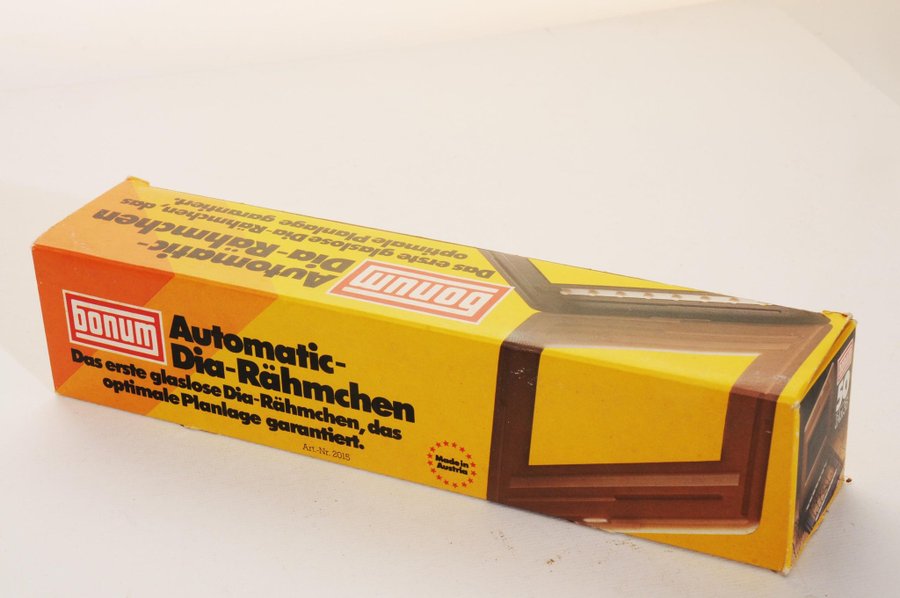 bonum
Automatic-
Dia-Rähmchen
Das erste glaslose Dia-Rähmchen, das
optimale Planlage garantiert.
Art.-Nr. 2015
Made in
Austria
bonum
Automatic-
Dia-Rähmchen
Das erste glaslose Dia-Rähmchen, das
optimale Planlage garantiert.
50